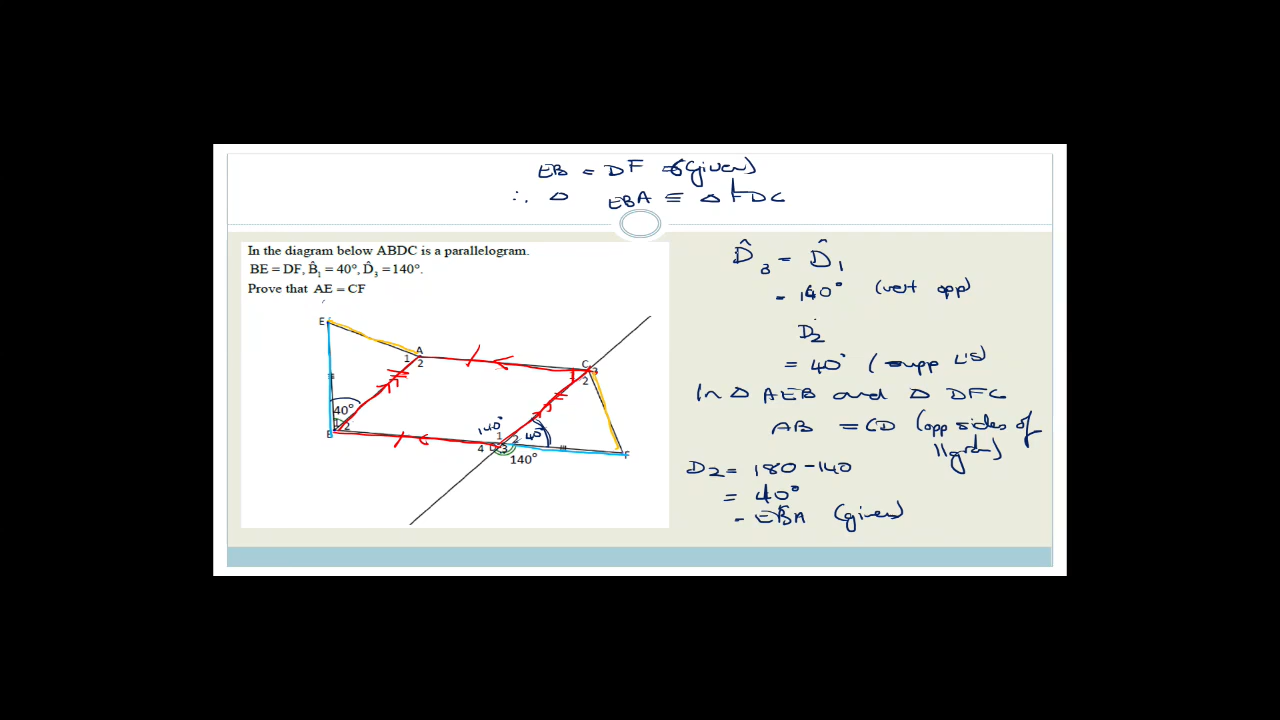 EB = DF (given)
∴ Δ EBA ≡ Δ FDC
In the diagram below ABDC is a parallelogram.
BE = DF, B̂₁ = 40°, D̂₃ = 140°.
Prove that AE = CF
E
A
1 2
C
1 3
2
40°
1 2
B
140°
1 2 40°
4 D 3
F
140°
D̂₃ = D̂₁
= 140° (vert opp)
D̂₂
= 40° (supp L's)
In Δ AEB and Δ DFC
AB = CD (opp sides of
||gram)
D2 = 180 - 140
= 40°
= EB̂A (given)